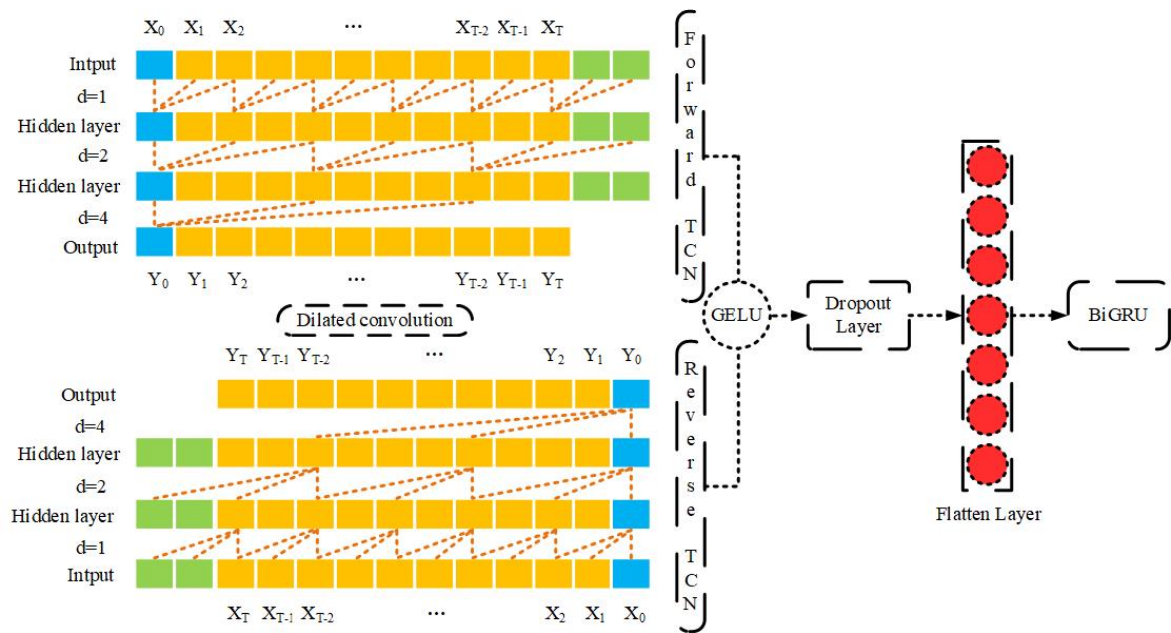 X0 X1 X2 ... XT-2 XT-1 XT
Intput
d=1
Hidden layer
d=2
Hidden layer
d=4
Output
Y0 Y1 Y2 ... YT-2 YT-1 YT
Forward TCN
Dilated convolution
GELU
Dropout
Layer
BiGRU
Flatten Layer
YT YT-1 YT-2 ... Y2 Y1 Y0
Output
d=4
Hidden layer
d=2
Hidden layer
d=1
Intput
XT XT-1 XT-2 ... X2 X1 X0
Reverse TCN